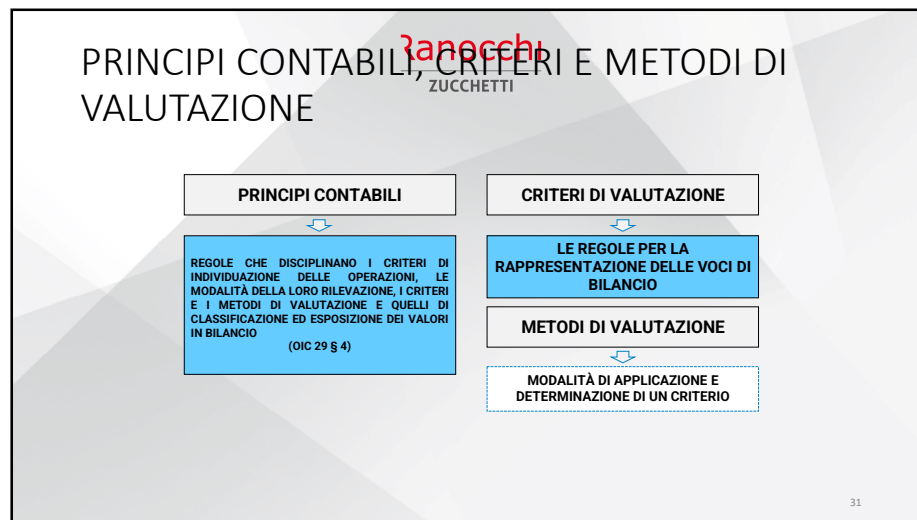 PRINCIPI CONTABILI, CRITERI E METODI DI
VALUTAZIONE
Ranocchi
ZUCCHETTI
PRINCIPI CONTABILI
REGOLE CHE DISCIPLINANO I CRITERI DI
INDIVIDUAZIONE DELLE OPERAZIONI, LE
MODALITÀ DELLA LORO RILEVAZIONE, I CRITERI
E I METODI DI VALUTAZIONE E QUELLI DI
CLASSIFICAZIONE ED ESPOSIZIONE DEI VALORI
IN BILANCIO
(OIC 29 § 4)
CRITERI DI VALUTAZIONE
LE REGOLE PER LA
RAPPRESENTAZIONE DELLE VOCI DI
BILANCIO
METODI DI VALUTAZIONE
MODALITÀ DI APPLICAZIONE E
DETERMINAZIONE DI UN CRITERIO
31